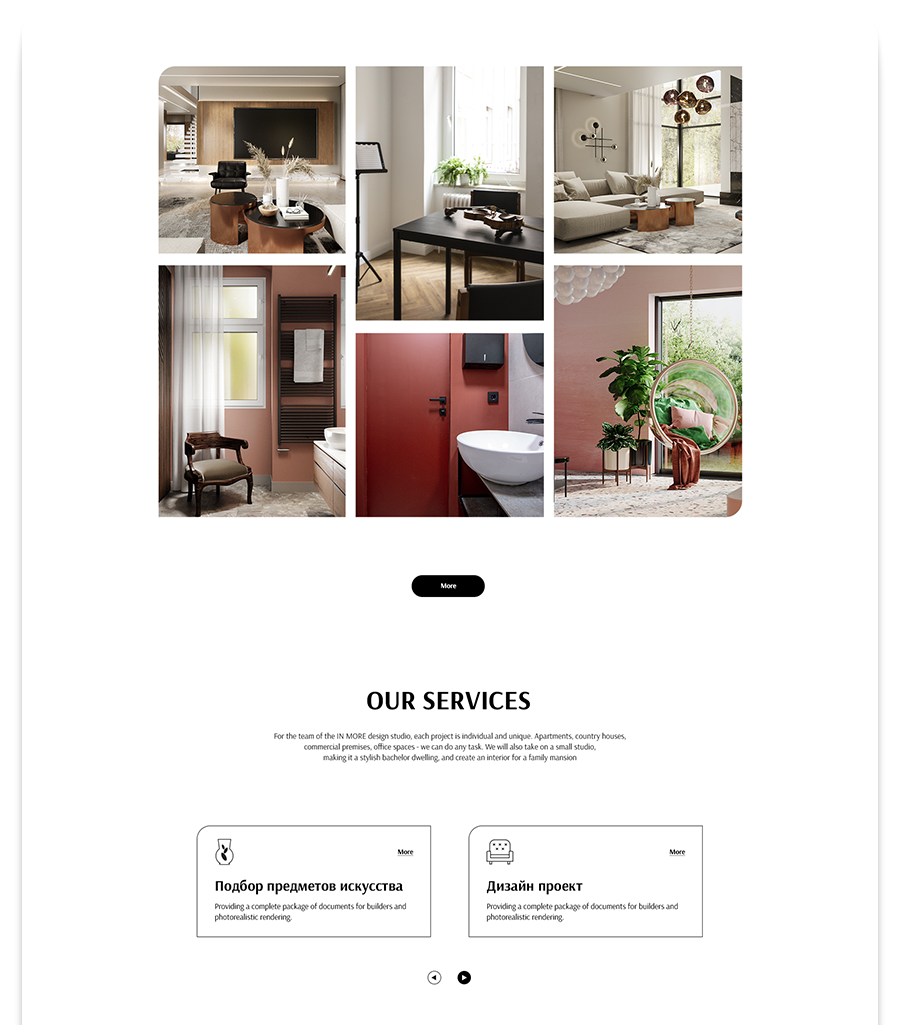 More
OUR SERVICES
For the team of the IN MORE design studio, each project is individual and unique. Apartments, country houses,
commercial premises, office spaces - we can do any task. We will also take on a small studio,
making it a stylish bachelor dwelling, and create an interior for a family mansion
More
Подбор предметов искусства
Providing a complete package of documents for builders and
photorealistic rendering.
More
Дизайн проект
Providing a complete package of documents for builders and
photorealistic rendering.